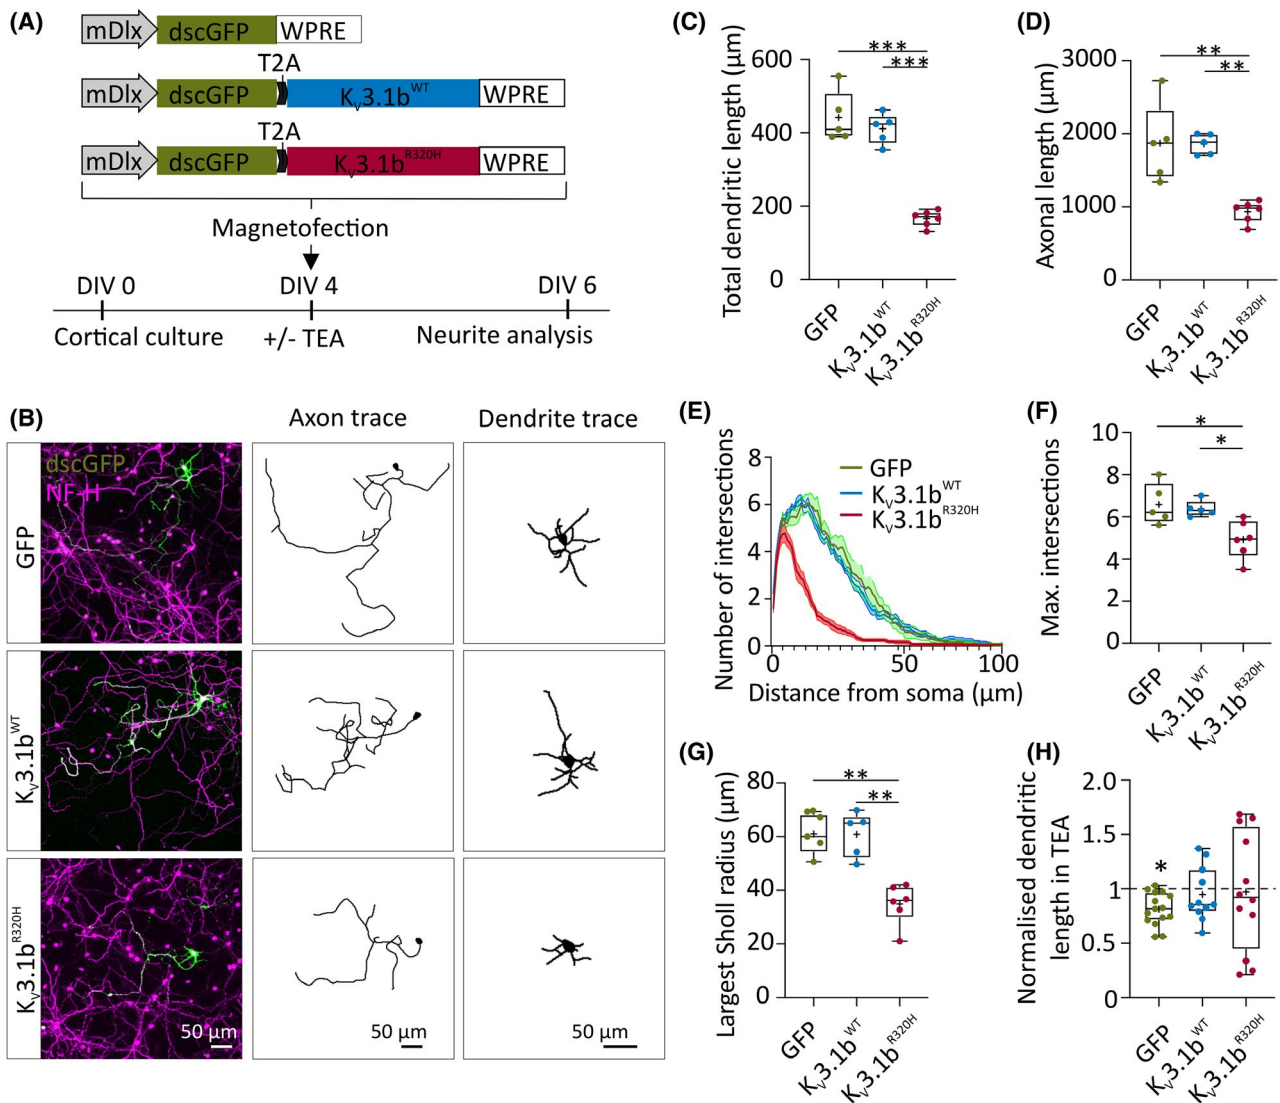 (A)
mDlx dscGFP WPRE
T2A
mDlx dscGFP Kv3.1bWT WPRE
T2A
mDlx dscGFP Kv3.1bR320H WPRE
Magnetofection
DIV 0 DIV 4 DIV 6
Cortical culture +/- TEA Neurite analysis
(B)
Axon trace Dendrite trace
dscGFP
NF-H
GFP
Kv3.1bWT
Kv3.1bR320H
50 µm 50 µm 50 µm
(C)
Total dendritic length (µm)
600
400
200
0
***
***
GFP
Kv3.1bWT
Kv3.1bR320H
(D)
Axonal length (µm)
3000
2000
1000
0
**
**
GFP
Kv3.1bWT
Kv3.1bR320H
(E)
Number of intersections
8
6
4
2
0
GFP
Kv3.1bWT
Kv3.1bR320H
0 50 100
Distance from soma (µm)
(F)
Max. intersections
10
8
6
4
2
0
*
*
GFP
Kv3.1bWT
Kv3.1bR320H
(G)
Largest Sholl radius (µm)
80
60
40
20
0
**
**
GFP
Kv3.1bWT
Kv3.1bR320H
(H)
Normalised dendritic
length in TEA
2.0
1.5
1
0.5
0
*
GFP
Kv3.1bWT
Kv3.1bR320H